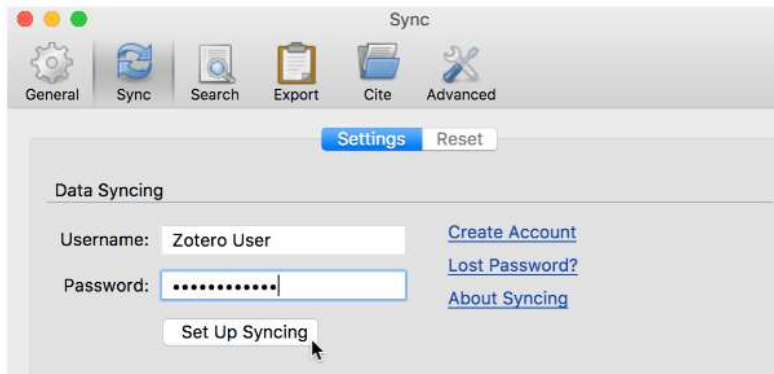 Sync
General Sync Search Export Cite Advanced
Settings Reset
Data Syncing
Username: Zotero User Create Account
Lost Password?
Password: ••••••••••••
About Syncing
Set Up Syncing